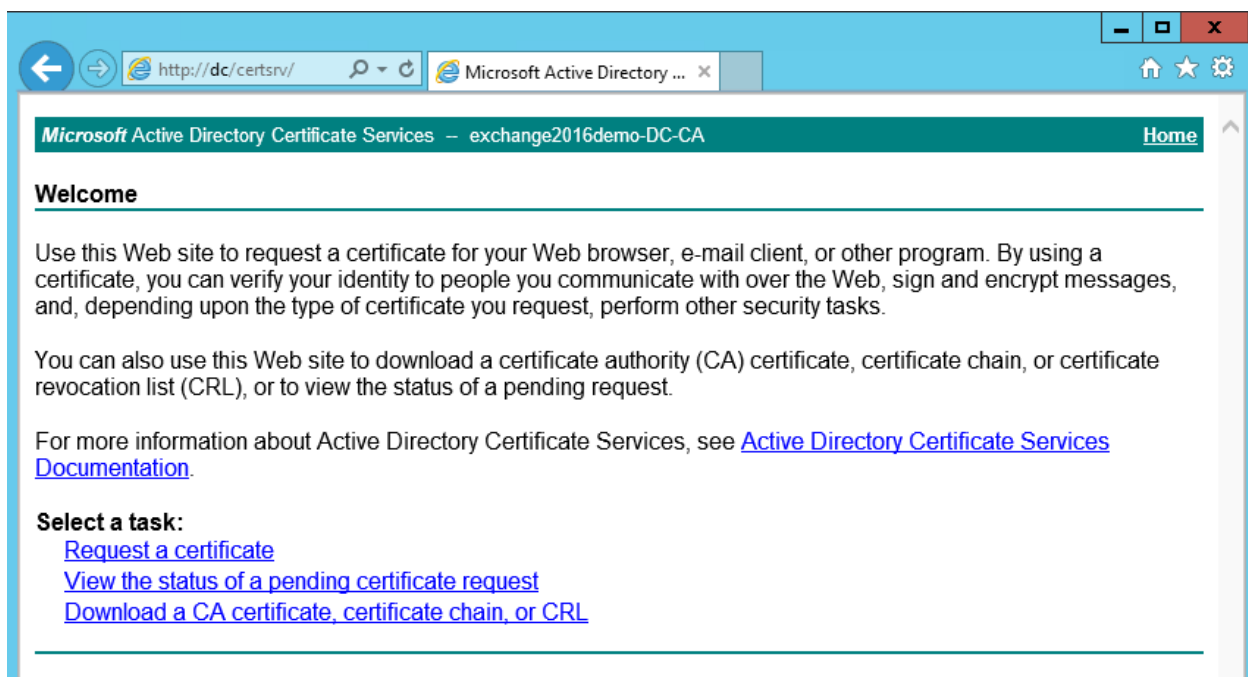 http://dc/certsrv/
Microsoft Active Directory ...
Microsoft Active Directory Certificate Services -- exchange2016demo-DC-CA
Home
Welcome
Use this Web site to request a certificate for your Web browser, e-mail client, or other program. By using a
certificate, you can verify your identity to people you communicate with over the Web, sign and encrypt messages,
and, depending upon the type of certificate you request, perform other security tasks.
You can also use this Web site to download a certificate authority (CA) certificate, certificate chain, or certificate
revocation list (CRL), or to view the status of a pending request.
For more information about Active Directory Certificate Services, see Active Directory Certificate Services
Documentation.
Select a task:
Request a certificate
View the status of a pending certificate request
Download a CA certificate, certificate chain, or CRL